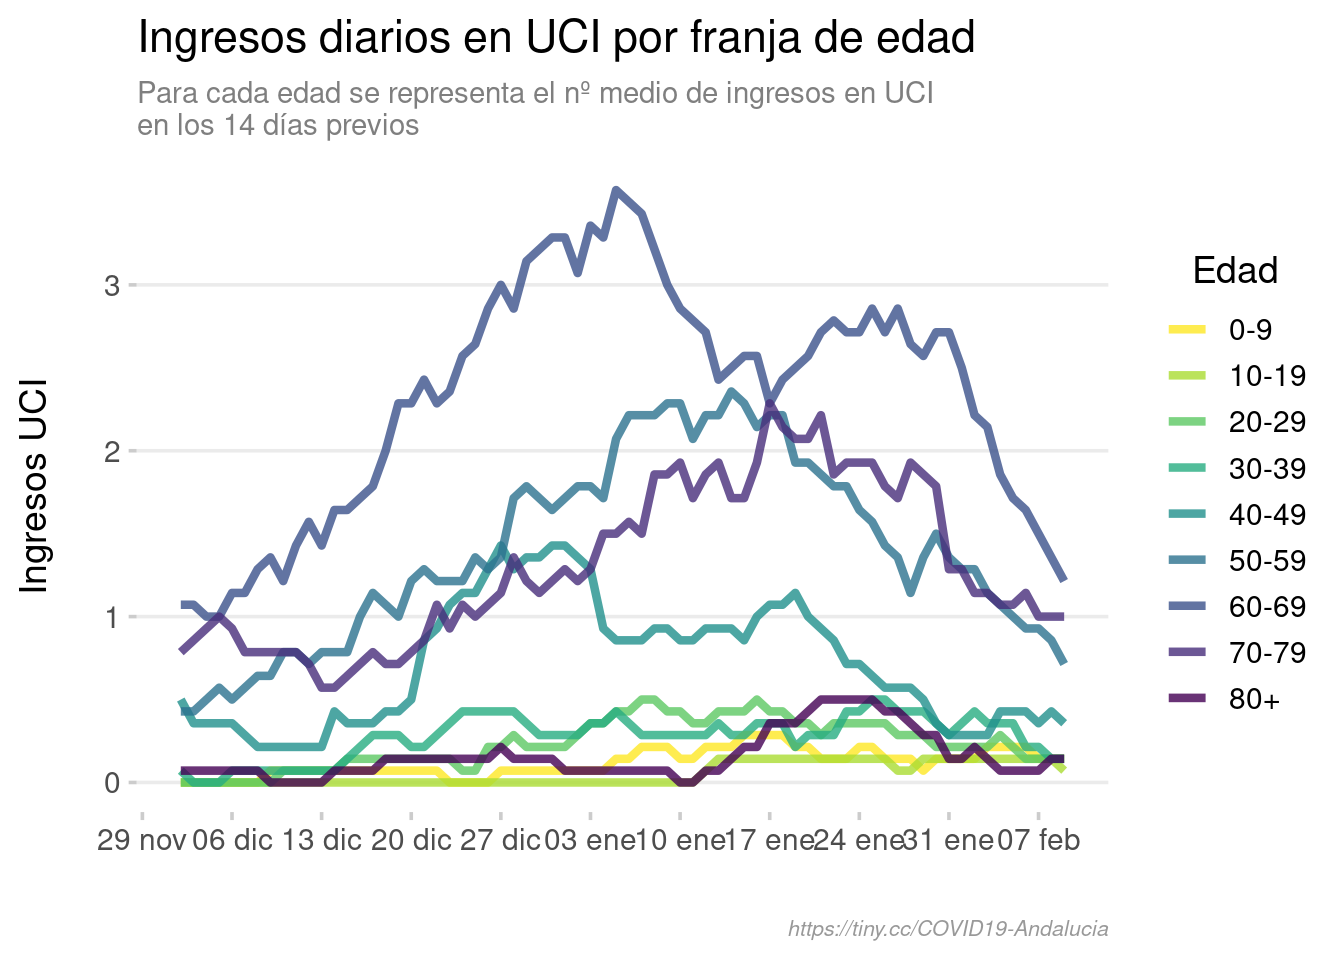 Ingresos diarios en UCI por franja de edad
Para cada edad se representa el nº medio de ingresos en UCI
en los 14 días previos
Ingresos UCI
3
2
1
0
29 nov 06 dic 13 dic 20 dic 27 dic 03 ene 10 ene 17 ene 24 ene 31 ene 07 feb
Edad
0-9
10-19
20-29
30-39
40-49
50-59
60-69
70-79
80+
https://tiny.cc/COVID19-Andalucia